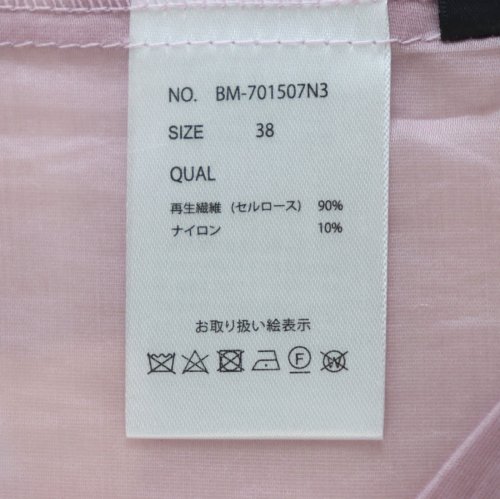 NO. BM-701507N3
SIZE 38
QUAL
再生繊維 (セルロース) 90%
ナイロン 10%
お取り扱い絵表示
F W